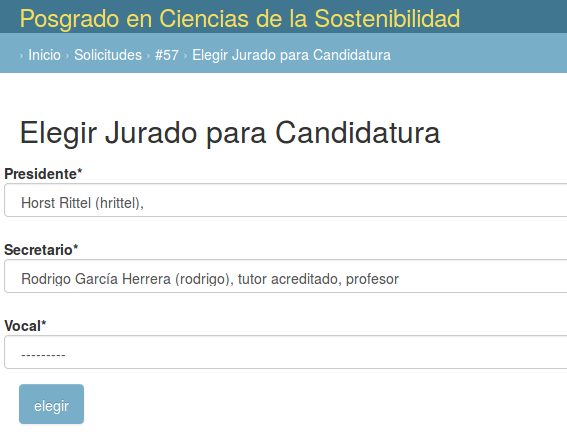 Posgrado en Ciencias de la Sostenibilidad
› Inicio › Solicitudes › #57 › Elegir Jurado para Candidatura
Elegir Jurado para Candidatura
Presidente*
Horst Rittel (hrittel),
Secretario*
Rodrigo García Herrera (rodrigo), tutor acreditado, profesor
Vocal*
---------
elegir